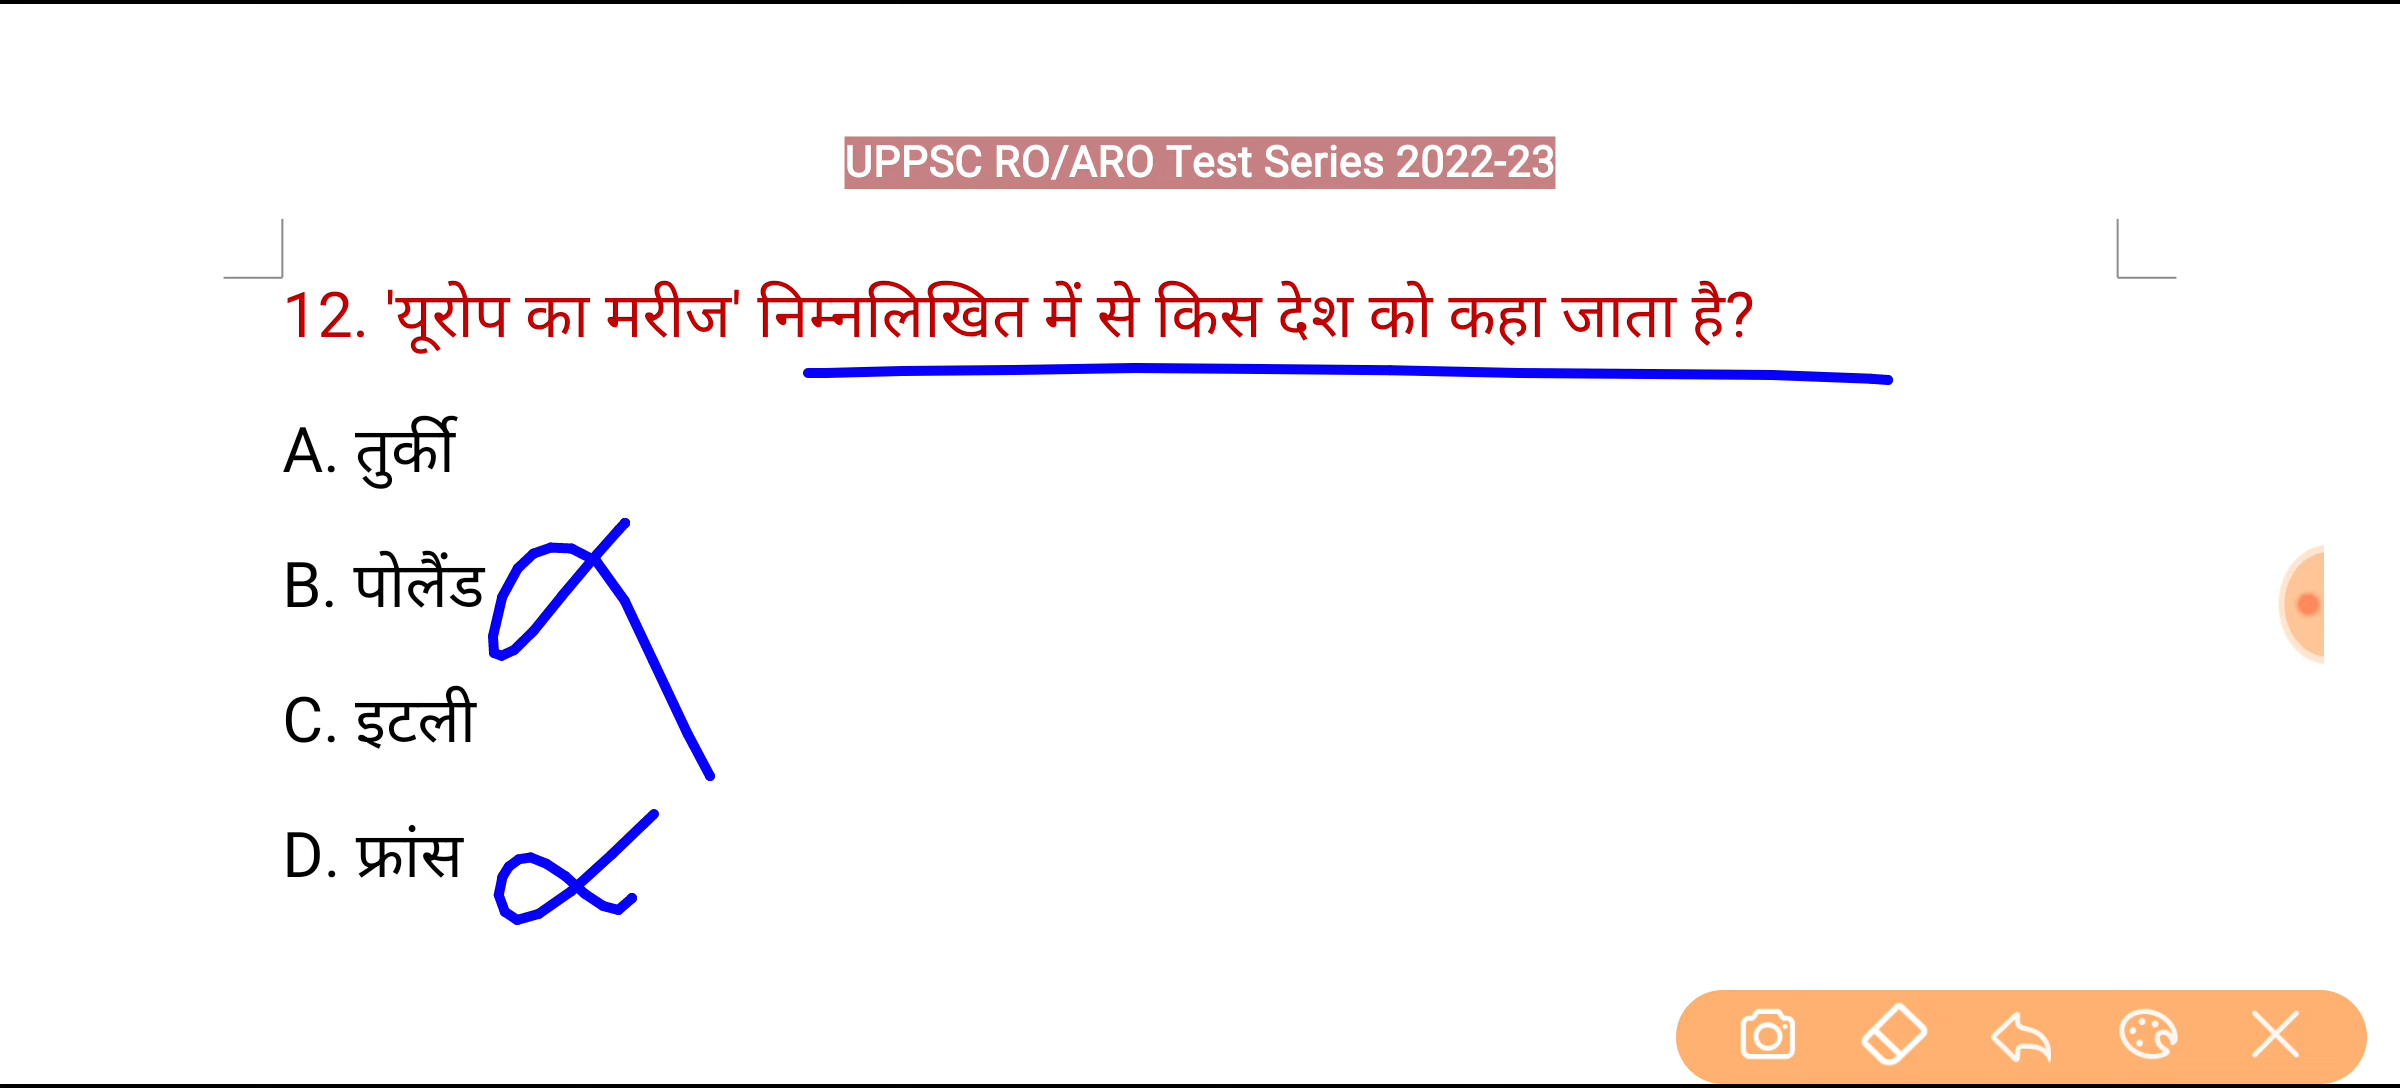 UPPSC RO/ARO Test Series 2022-23
12. 'यूरोप का मरीज' निम्नलिखित में से किस देश को कहा जाता है?
A. तुर्की
B. पोलैंड
C. इटली
D. फ्रांस